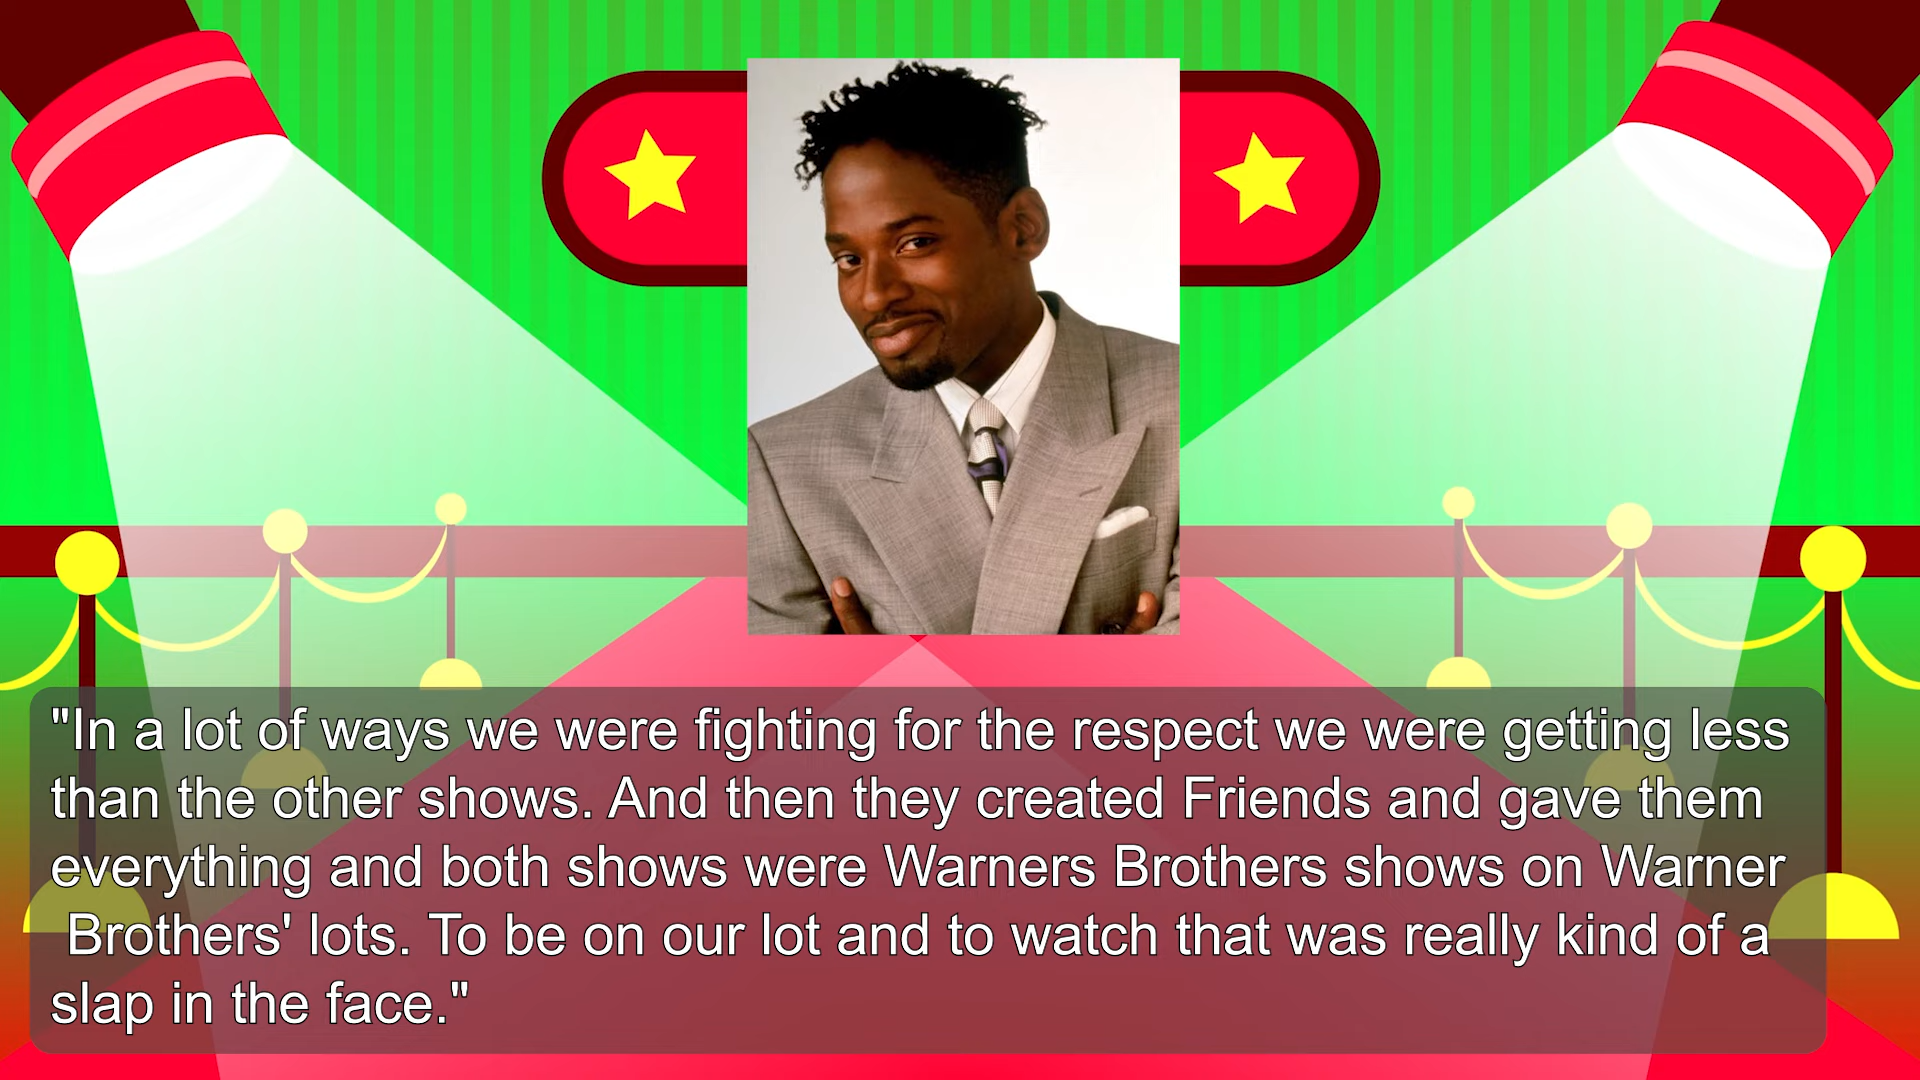 "In a lot of ways we were fighting for the respect we were getting less
than the other shows. And then they created Friends and gave them
everything and both shows were Warners Brothers shows on Warner
Brothers' lots. To be on our lot and to watch that was really kind of a
slap in the face."